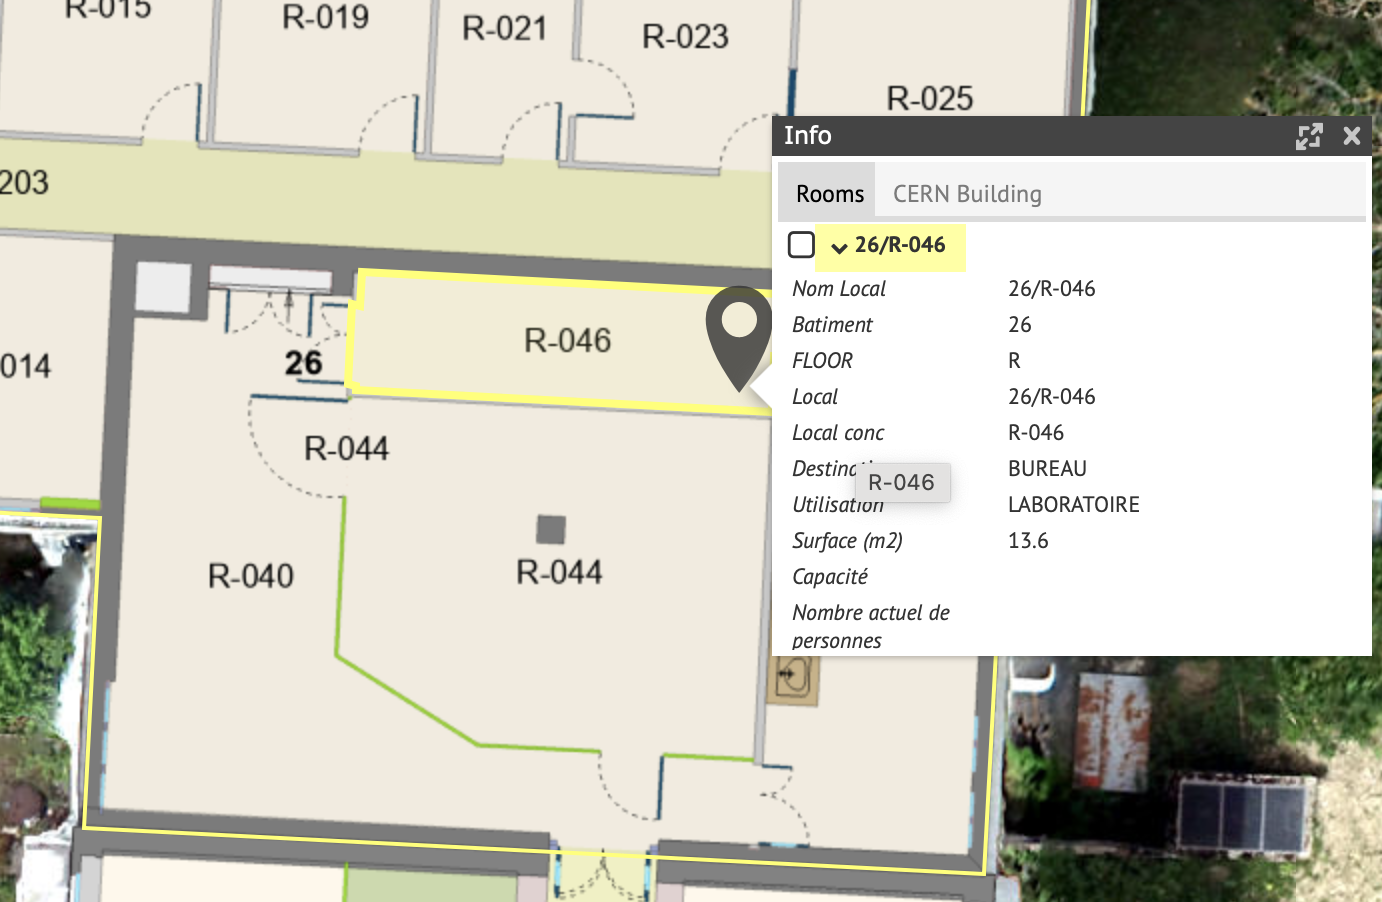 R-015
R-019
R-021
R-023
R-025
203
Info
Rooms
CERN Building
26/R-046
Nom Local 26/R-046
Batiment 26
FLOOR R
Local 26/R-046
Local conc R-046
Destinat BUREAU
R-046
Utilisation LABORATOIRE
Surface (m2) 13.6
Capacité
Nombre actuel de
personnes
R-046
26
014
R-044
R-040
R-044